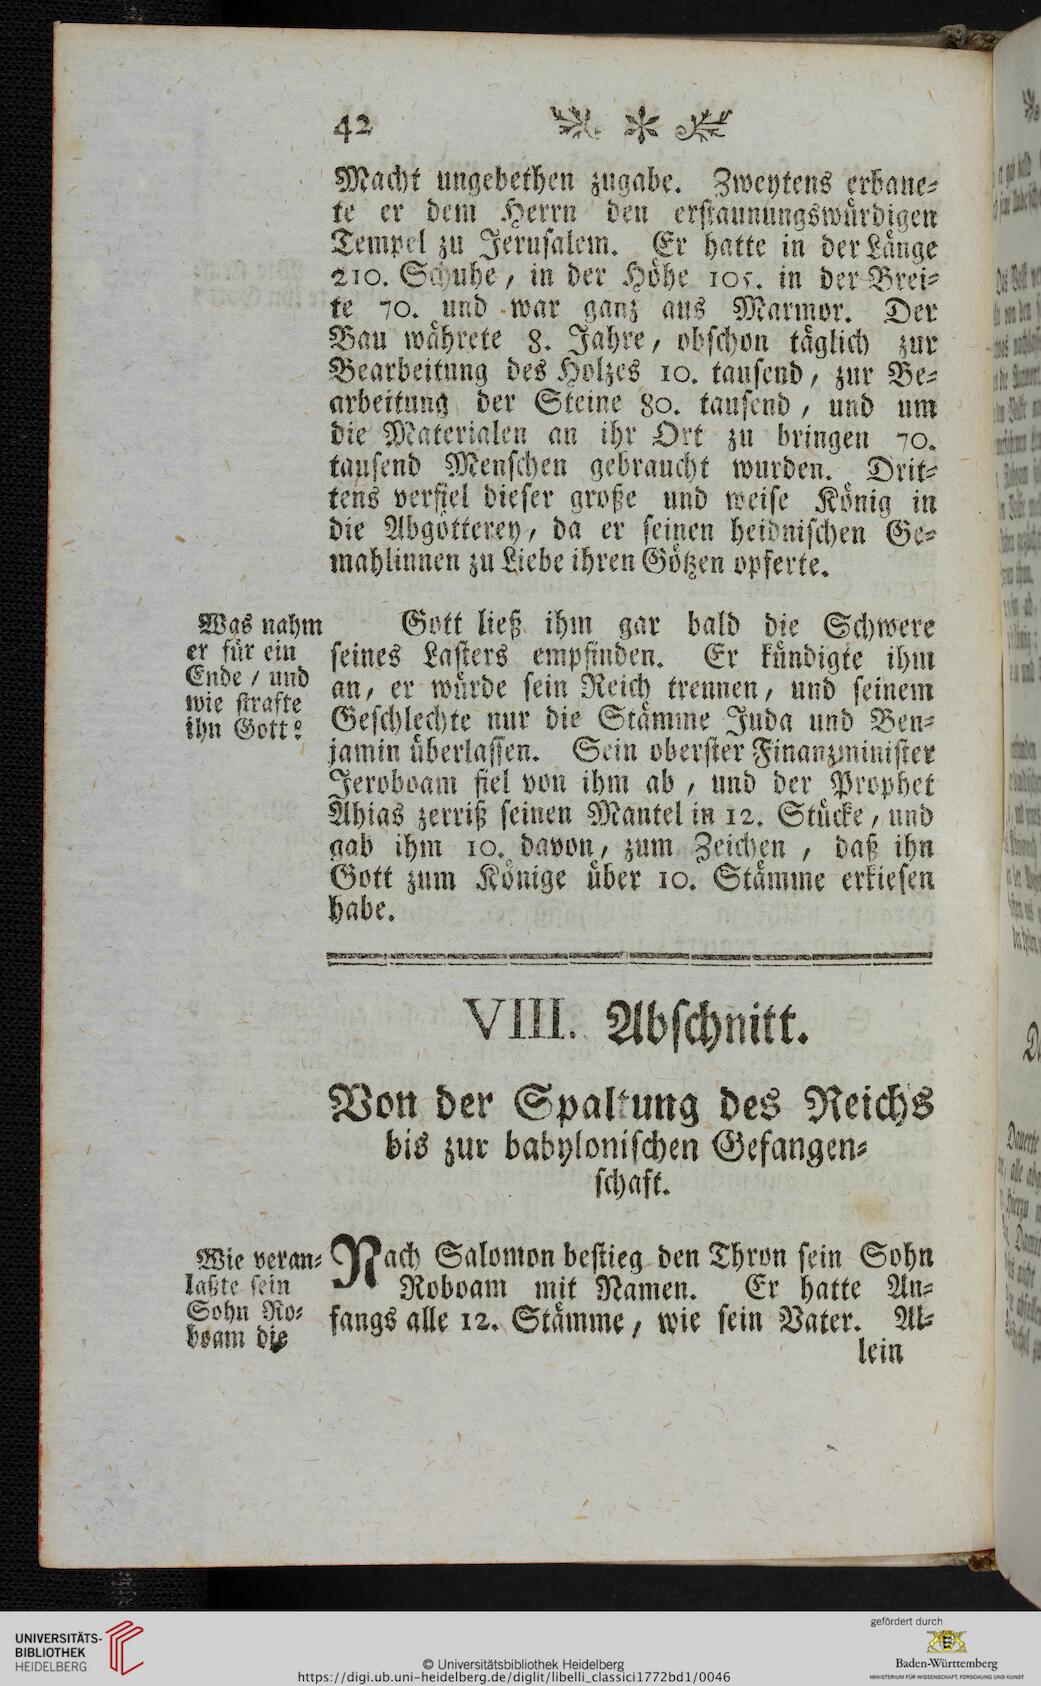 42
Macht ungebethen zugabe. Zweytens erbaue-
te er dem Herrn den erstaunungswürdigen
Tempel zu Jerusalem. Er hatte in der Länge
210. Schuhe, in der Höhe 105. in der Brei-
te 70. und war ganz aus Marmor. Der
Bau währete 8. Jahre, obschon täglich zur
Bearbeitung des Holzes 10. tausend, zur Be-
arbeitung der Steine 80. tausend, und um
die Materialen an ihr Ort zu bringen 70.
tausend Menschen gebraucht wurden. Drit-
tens verfiel dieser große und weise König in
die Abgötterey, da er seinen heidnischen Ge-
mahlinnen zu Liebe ihren Götzen opferte.
Was nahm
er für ein
Ende / und
wie strafte
ihn Gott?
Gott ließ ihm gar bald die Schwere
seines Lasters empfinden. Er kündigte ihm
an, er würde sein Reich trennen, und seinem
Geschlechte nur die Stämme Juda und Ben-
jamin überlassen. Sein oberster Finanzminister
Jeroboam fiel von ihm ab, und der Prophet
Ahias zerriß seinen Mantel in 12. Stücke, und
gab ihm 10. davon, zum Zeichen, daß ihn
Gott zum Könige über 10. Stämme erkiesen
habe.
VIII. Abschnitt.
Von der Spaltung des Reichs
bis zur babylonischen Gefangen-
schaft.
Wie veran-
laßte sein
Sohn Ro-
boam die
Nach Salomon bestieg den Thron sein Sohn
Roboam mit Namen. Er hatte An-
fangs alle 12. Stämme, wie sein Vater. Al-
lein
UNIVERSITÄTS-
BIBLIOTHEK
HEIDELBERG
© Universitätsbibliothek Heidelberg
https://digi.ub.uni-heidelberg.de/diglit/libelli_classici1772bd1/0046
gefördert durch
Baden-Württemberg
MINISTERIUM FÜR WISSENSCHAFT, FORSCHUNG UND KUNST